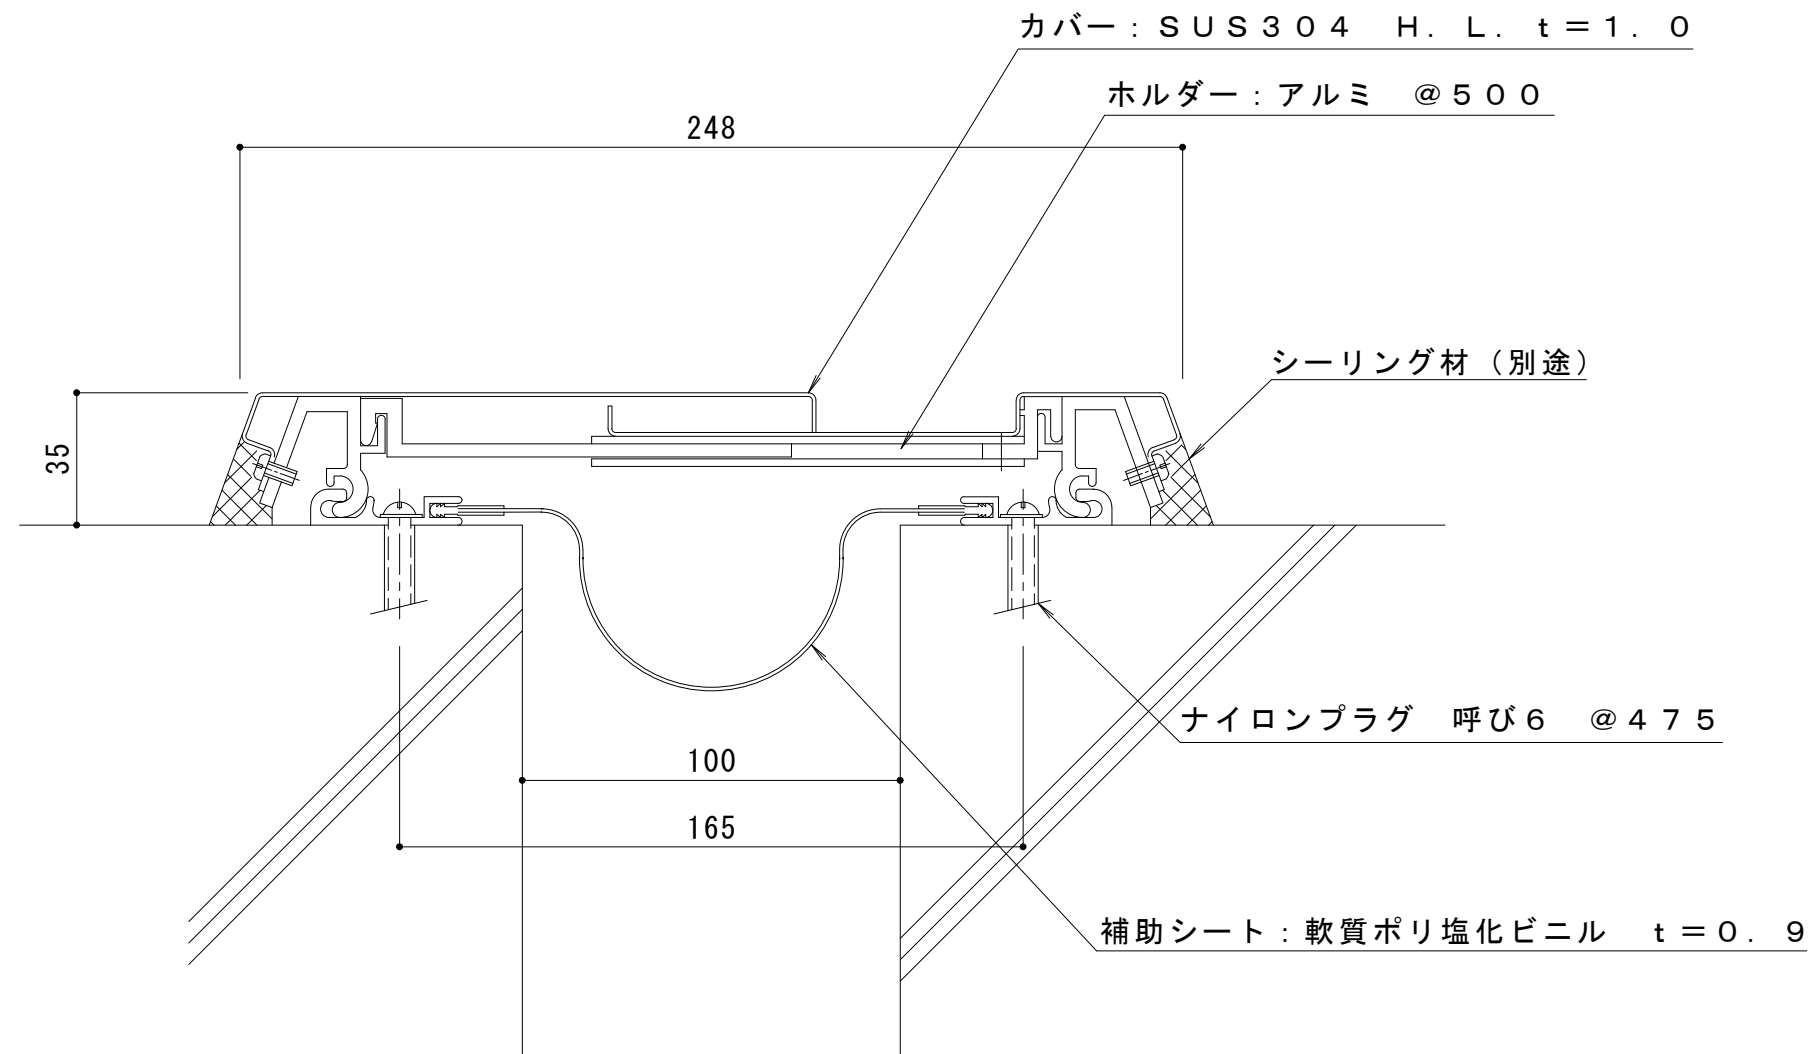 カバー：ＳＵＳ３０４　Ｈ．Ｌ．ｔ＝１．０
ホルダー：アルミ　＠５００
248
シーリング材（別途）
35
ナイロンプラグ　呼び６　＠４７５
100
165
補助シート：軟質ポリ塩化ビニル　ｔ＝０．９